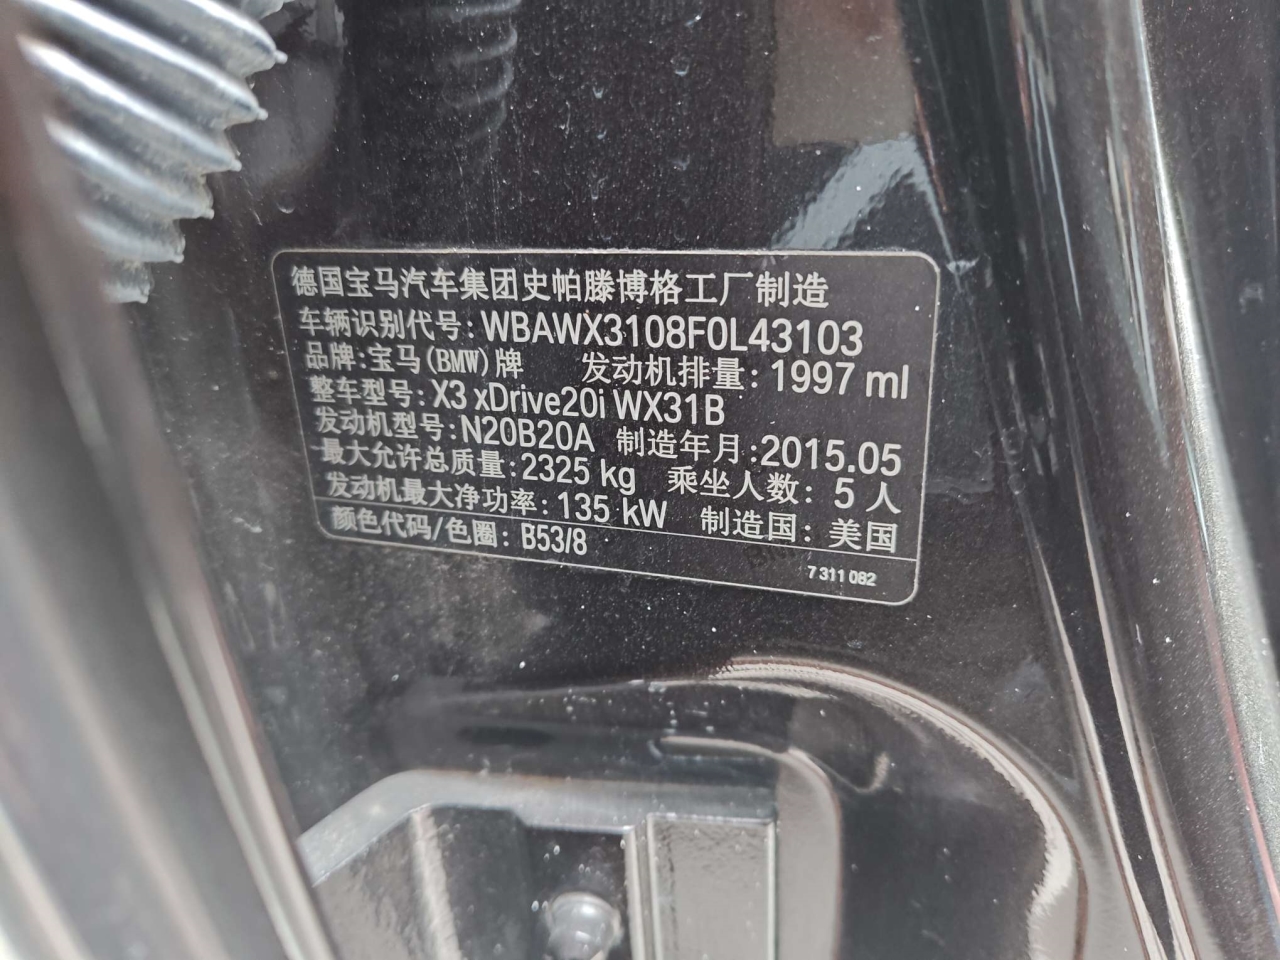 德国宝马汽车集团史帕滕博格工厂制造
车辆识别代号: WBAWX3108F0L43103
品牌: 宝马(BMW)牌 发动机排量: 1997 ml
整车型号: X3 xDrive20i WX31B
发动机型号: N20B20A 制造年月: 2015.05
最大允许总质量: 2325 kg 乘坐人数: 5 人
发动机最大净功率: 135 kW 制造国: 美国
颜色代码/色圈: B53/8
7 311 082